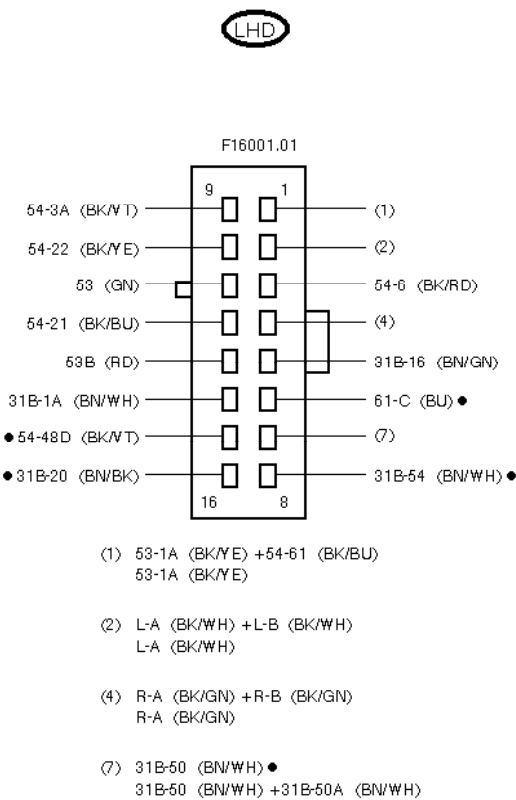 LHD
F16001.01
9 1
54-3A (BK/VT) (1)
54-22 (BK/YE) (2)
53 (GN) 54-6 (BK/RD)
54-21 (BK/BU) (4)
53B (RD) 31B-16 (BN/GN)
31B-1A (BN/WH) 61-C (BU) ●
● 54-48D (BK/VT) (7)
● 31B-20 (BN/BK) 31B-54 (BN/WH) ●
16 8
(1) 53-1A (BK/YE) +54-61 (BK/BU)
53-1A (BK/YE)
(2) L-A (BK/WH) +L-B (BK/WH)
L-A (BK/WH)
(4) R-A (BK/GN) +R-B (BK/GN)
R-A (BK/GN)
(7) 31B-50 (BN/WH) ●
31B-50 (BN/WH) +31B-50A (BN/WH)